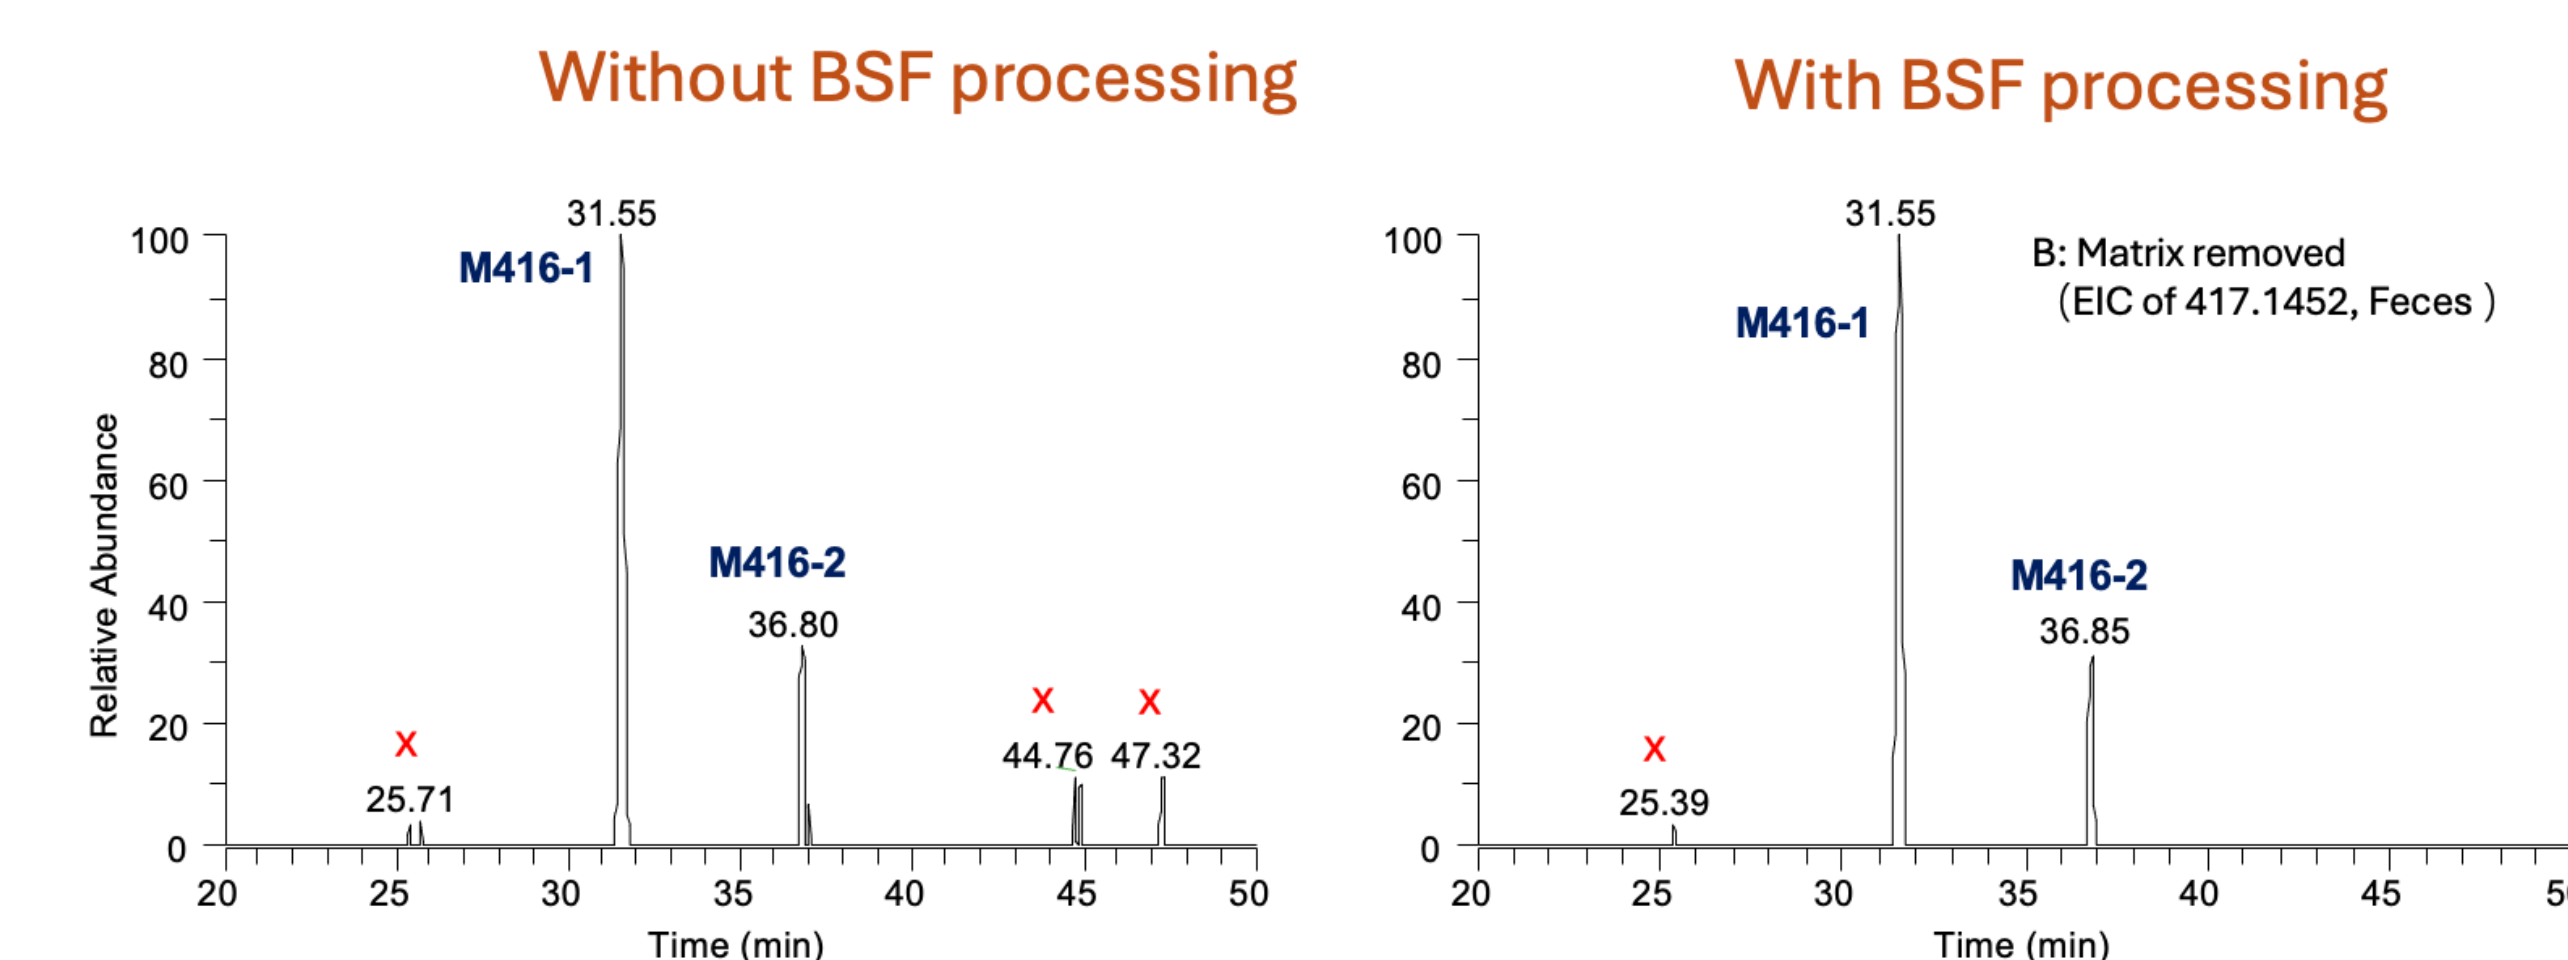 Without BSF processing
With BSF processing
31.55
100
M416-1
80
60
M416-2
40
36.80
X
X
20
44.76 47.32
X
25.71
0
20 25 30 35 40 45 50
Relative Abundance
Time (min)
31.55
100
B: Matrix removed
(EIC of 417.1452, Feces )
M416-1
80
60
M416-2
40
36.85
20
X
25.39
0
20 25 30 35 40 45
Time (min)